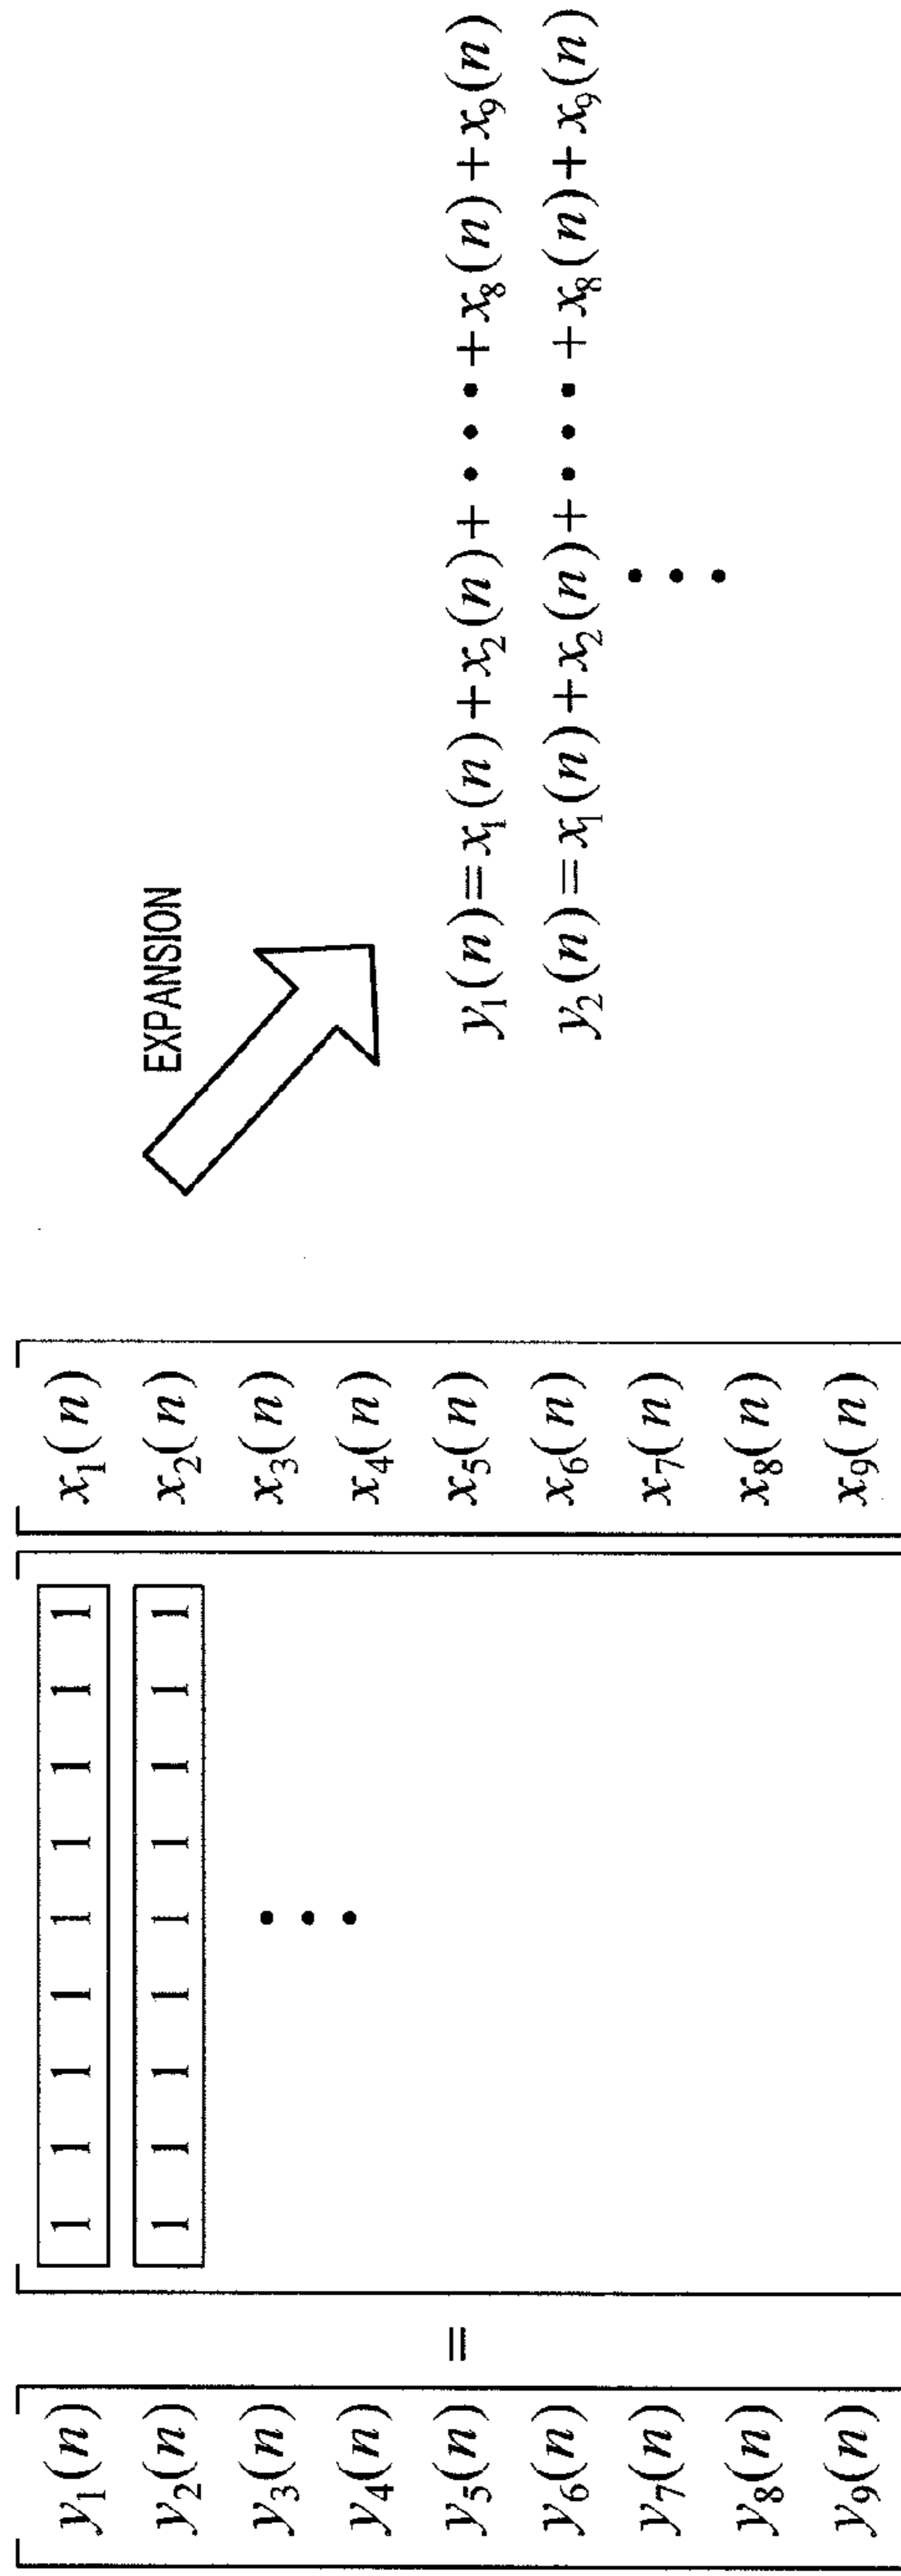 y₁(n)
y₂(n)
y₃(n)
y₄(n)
y₅(n)
y₆(n)
y₇(n)
y₈(n)
y₉(n)
=
1 1 1 1 1 1 1 1 1
1 1 1 1 1 1 1 1 1
• • •
x₁(n)
x₂(n)
x₃(n)
x₄(n)
x₅(n)
x₆(n)
x₇(n)
x₈(n)
x₉(n)
EXPANSION
y₁(n)=x₁(n)+x₂(n)+ • • • +x₈(n)+x₉(n)
y₂(n)=x₁(n)+x₂(n)+ • • • +x₈(n)+x₉(n)
• • •